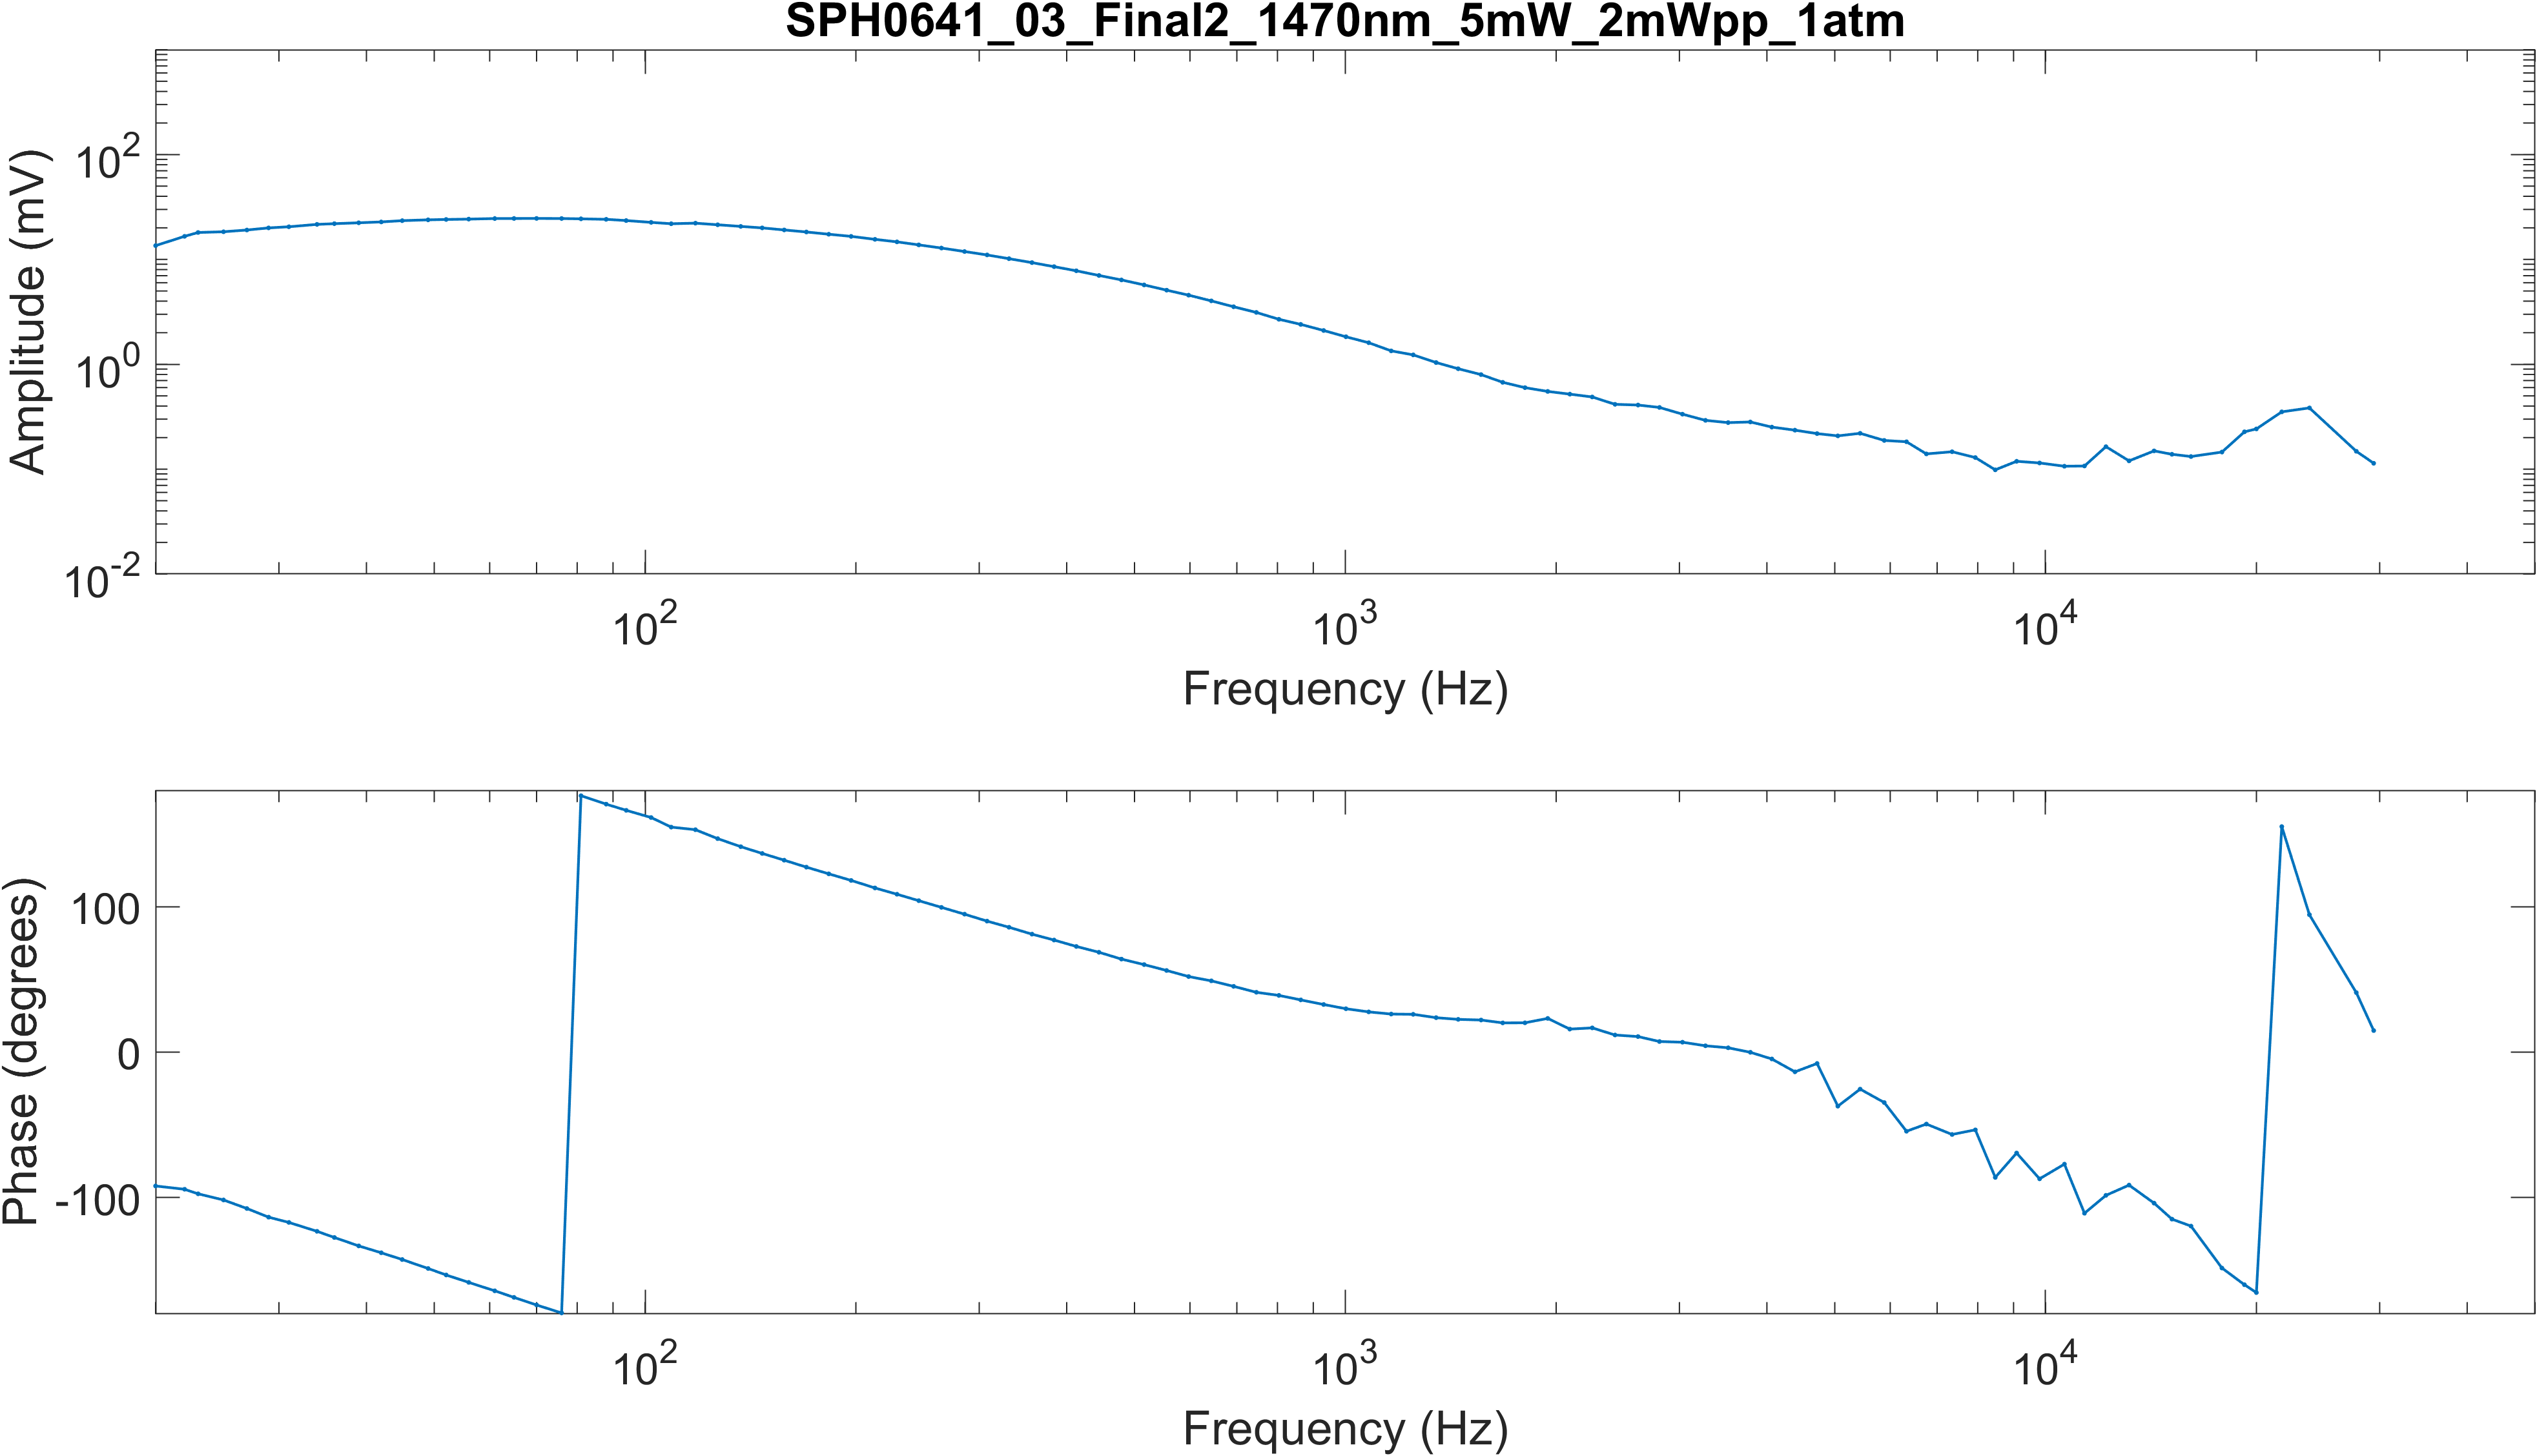 SPH0641_03_Final2_1470nm_5mW_2mWpp_1atm
Amplitude (mV)
10^2
10^0
10^-2
10^2
10^3
10^4
Frequency (Hz)
Phase (degrees)
100
0
-100
10^2
10^3
10^4
Frequency (Hz)